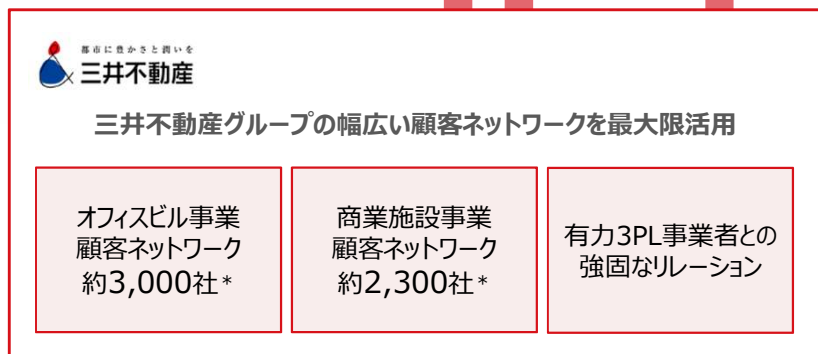 都市に豊かさと潤いを
三井不動産
三井不動産グループの幅広い顧客ネットワークを最大限活用
オフィスビル事業
顧客ネットワーク
約3,000社*
商業施設事業
顧客ネットワーク
約2,300社*
有力3PL事業者との
強固なリレーション